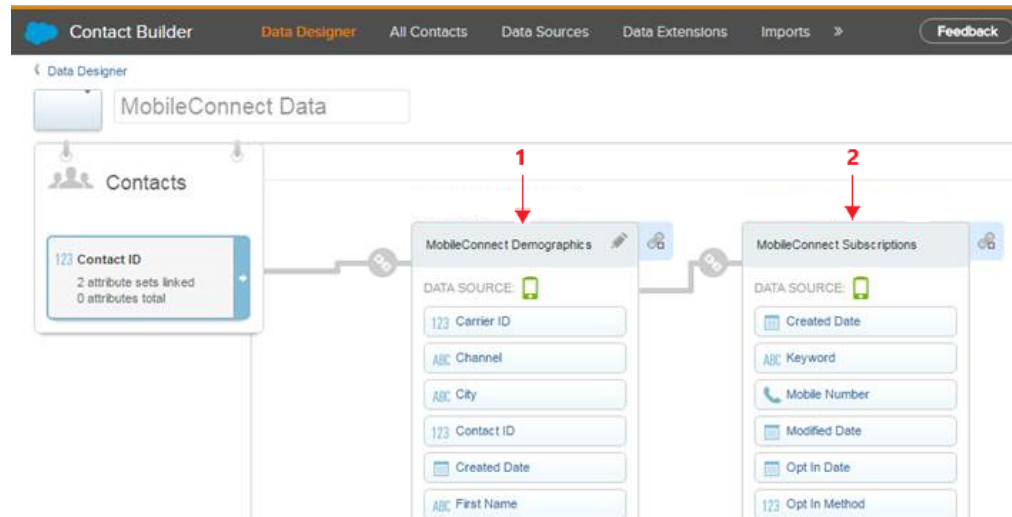 Contact Builder Data Designer All Contacts Data Sources Data Extensions Imports » Feedback
Data Designer
MobileConnect Data
1 2
Contacts
MobileConnect Demographics MobileConnect Subscriptions
123 Contact ID
2 attribute sets linked
0 attributes total
DATA SOURCE: DATA SOURCE:
123 Carrier ID Created Date
ABC Channel ABC Keyword
ABC City Mobile Number
123 Contact ID Modified Date
Created Date Opt In Date
ABC First Name 123 Opt In Method